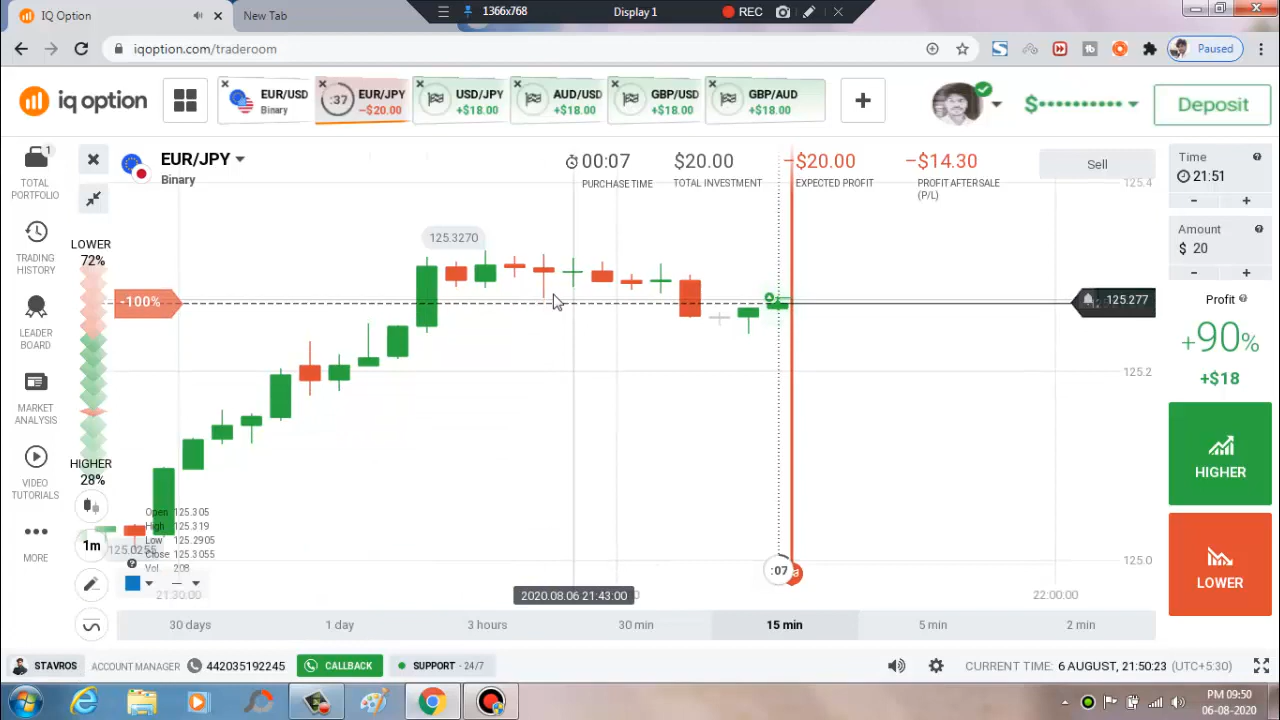 IQ Option
New Tab
1366x768
Display 1
REC
iqoption.com/traderoom
Paused
iq option
EUR/USD
Binary
:37
EUR/JPY
-$20.00
USD/JPY
+$18.00
AUD/USD
+$18.00
GBP/USD
+$18.00
GBP/AUD
+$18.00
$••••••••••
Deposit
1
TOTAL
PORTFOLIO
TRADING
HISTORY
LEADER
BOARD
MARKET
ANALYSIS
VIDEO
TUTORIALS
MORE
EUR/JPY
Binary
00:07
PURCHASE TIME
$20.00
TOTAL INVESTMENT
-$20.00
EXPECTED PROFIT
-$14.30
PROFIT AFTER SALE
(P/L)
Sell
125.4
LOWER
72%
125.3270
-100%
125.277
125.2
HIGHER
28%
Open 125.305
High 125.319
Low 125.2905
Close 125.3055
Vol. 208
125.0255
1m
125.0
:07
21:30:00
2020.08.06 21:43:00
22:00:00
30 days
1 day
3 hours
30 min
15 min
5 min
2 min
Time
21:51
- +
Amount
$ 20
- +
Profit
+90%
+$18
HIGHER
LOWER
STAVROS
ACCOUNT MANAGER
442035192245
CALLBACK
SUPPORT - 24/7
CURRENT TIME: 6 AUGUST, 21:50:23 (UTC+5:30)
PM 09:50
06-08-2020